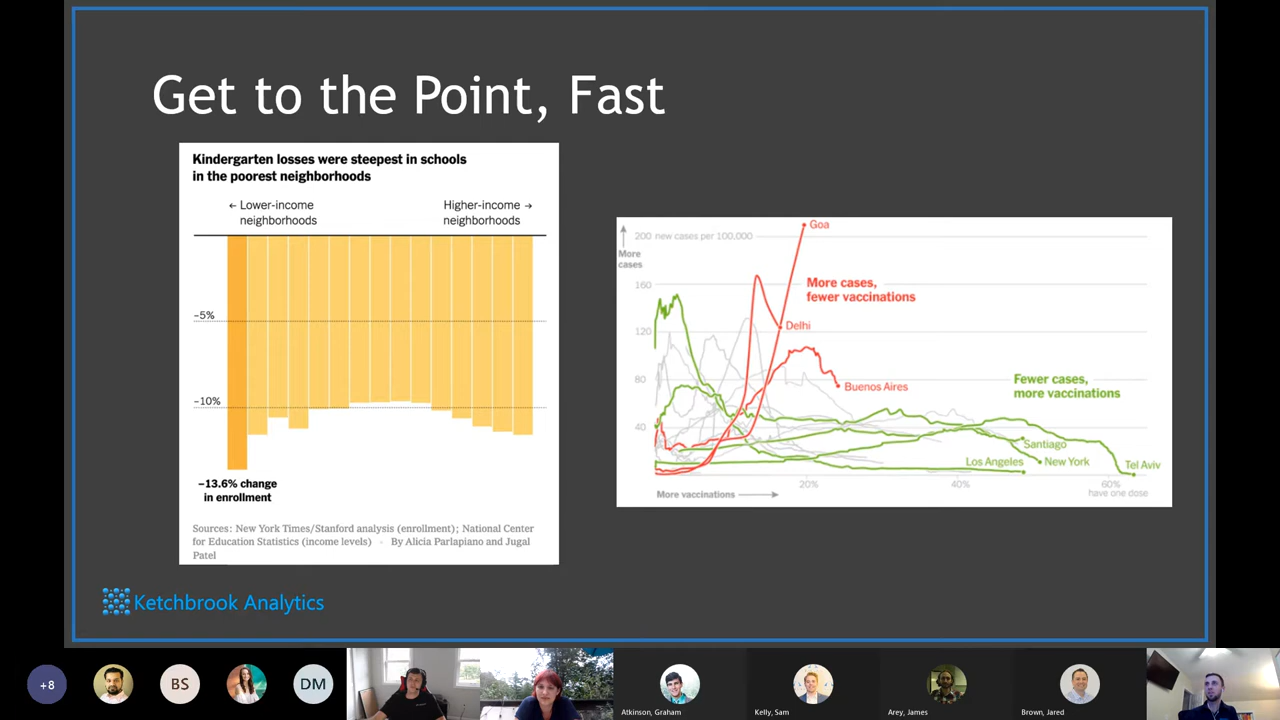 Get to the Point, Fast
Kindergarten losses were steepest in schools
in the poorest neighborhoods
← Lower-income
neighborhoods
Higher-income →
neighborhoods
–5%
–10%
–13.6% change
in enrollment
Sources: New York Times/Stanford analysis (enrollment); National Center
for Education Statistics (income levels) • By Alicia Parlapiano and Jugal
Patel
More
cases
200 new cases per 100,000
160
120
80
40
Goa
More cases,
fewer vaccinations
Delhi
Buenos Aires
Fewer cases,
more vaccinations
Santiago
Los Angeles
New York
Tel Aviv
More vaccinations
20%
40%
60%
have one dose
Ketchbrook Analytics
+8
BS
DM
Atkinson, Graham
Kelly, Sam
Arey, James
Brown, Jared